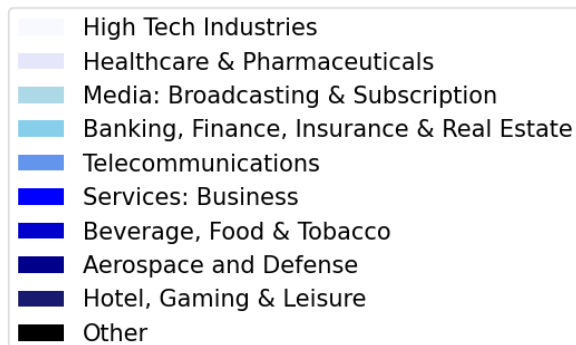 High Tech Industries
Healthcare & Pharmaceuticals
Media: Broadcasting & Subscription
Banking, Finance, Insurance & Real Estate
Telecommunications
Services: Business
Beverage, Food & Tobacco
Aerospace and Defense
Hotel, Gaming & Leisure
Other